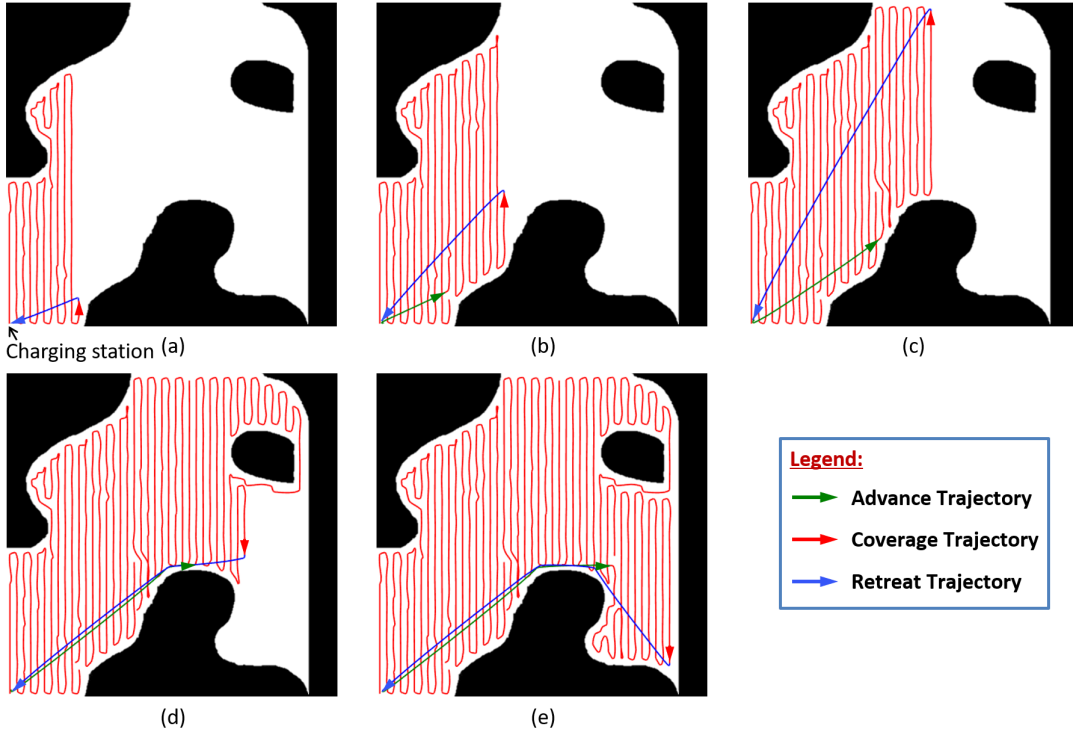 Charging station
(a)
(b)
(c)
(d)
(e)
Legend:
Advance Trajectory
Coverage Trajectory
Retreat Trajectory